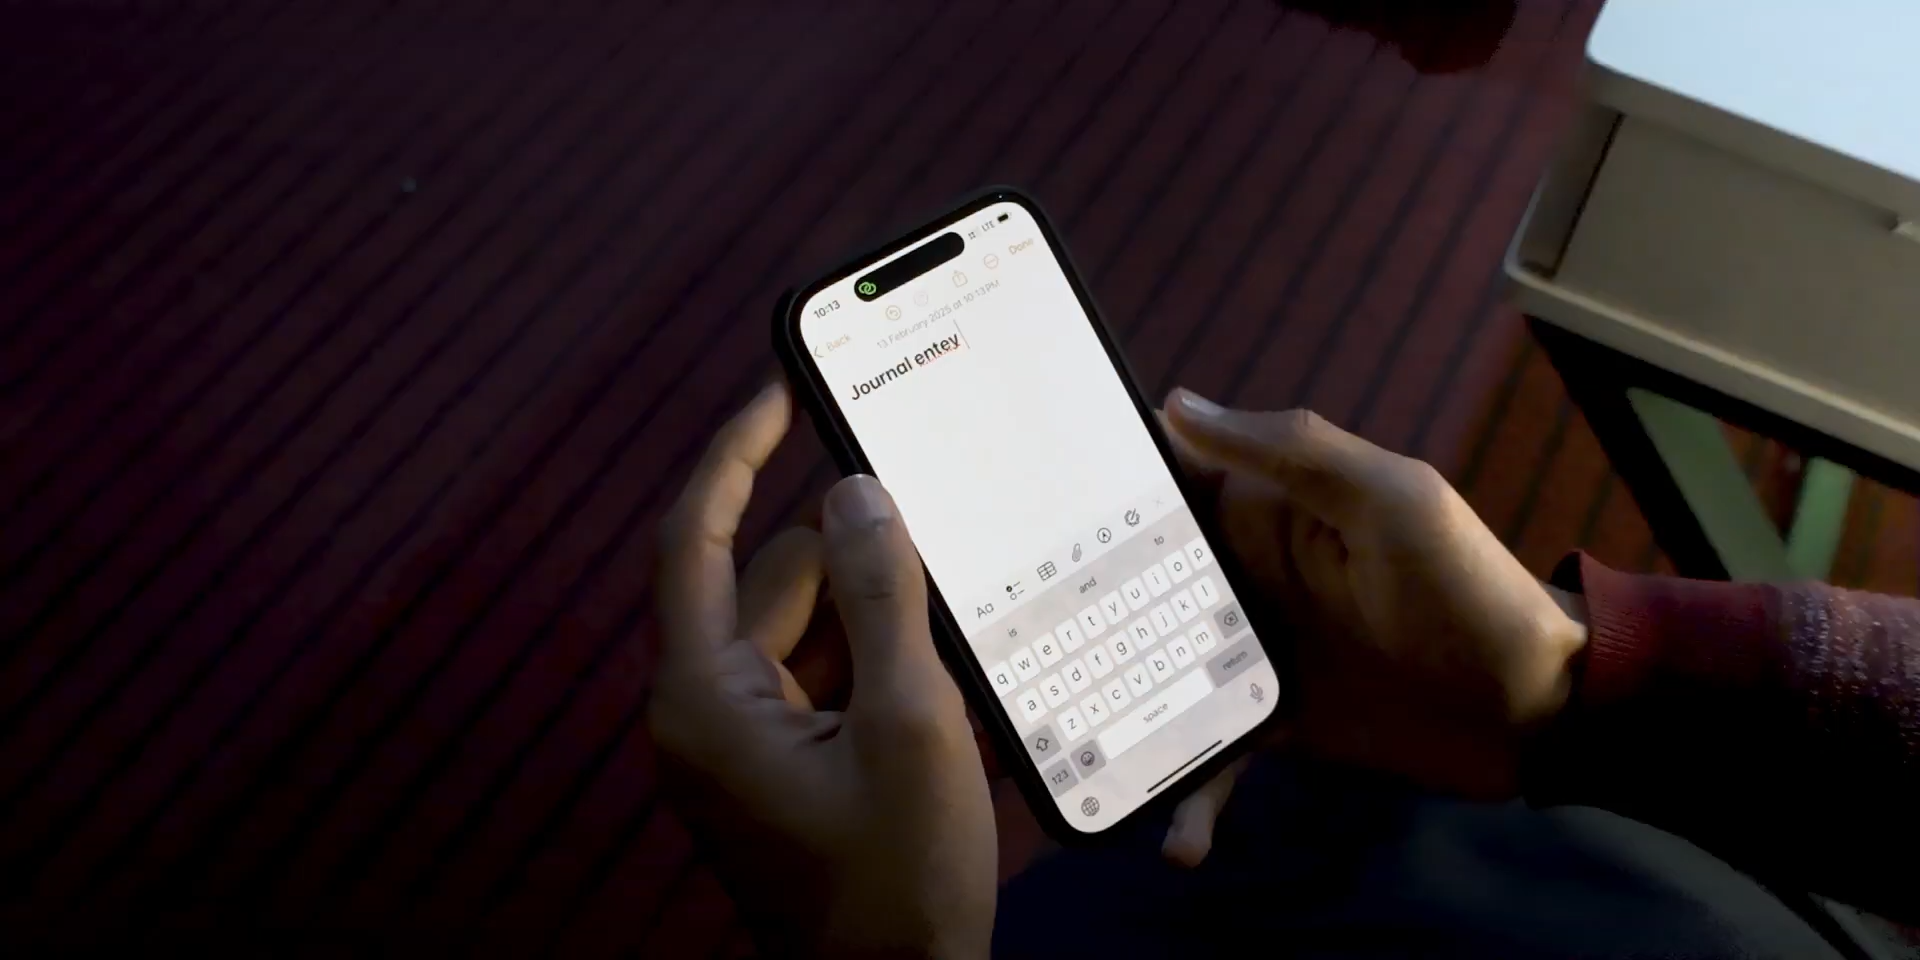 10:13 LTE
Back Done
13 February 2025 at 10:13 PM
Journal entey
Aa
is and to
q w e r t y u i o p
a s d f g h j k l
z x c v b n m
123 space return